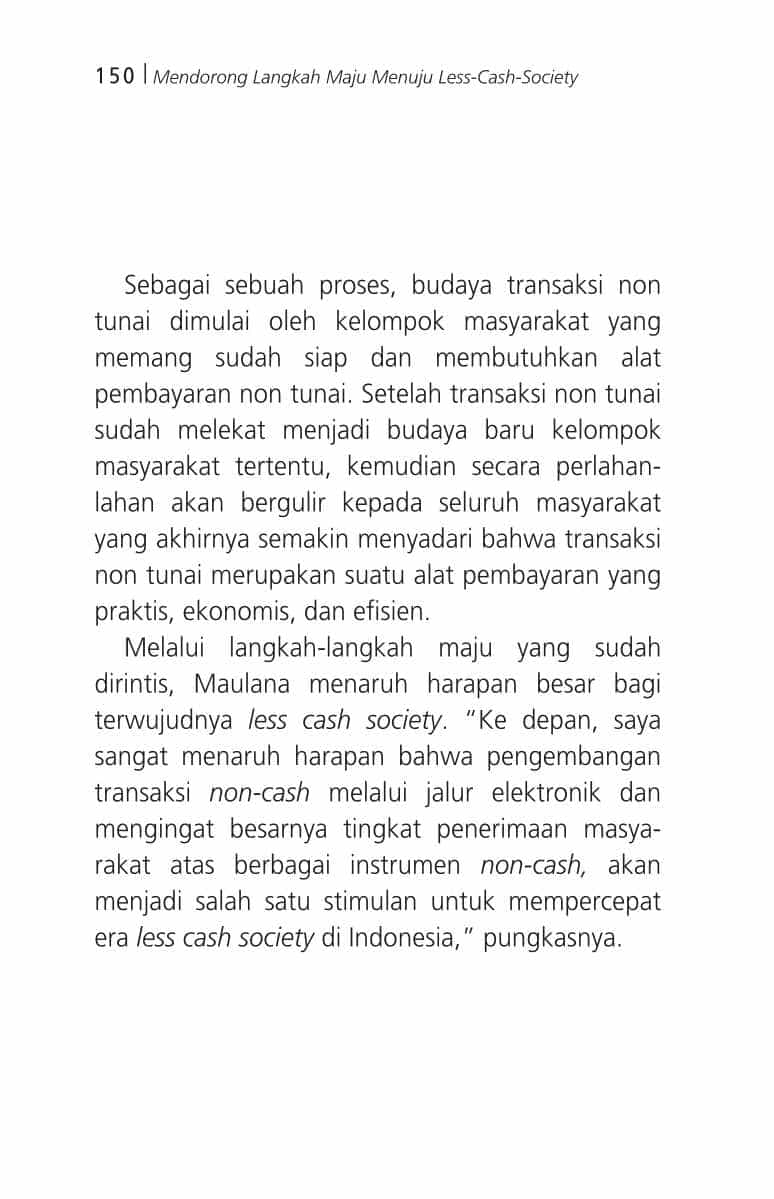 150 | Mendorong Langkah Maju Menuju Less-Cash-Society
Sebagai sebuah proses, budaya transaksi non
tunai dimulai oleh kelompok masyarakat yang
memang sudah siap dan membutuhkan alat
pembayaran non tunai. Setelah transaksi non tunai
sudah melekat menjadi budaya baru kelompok
masyarakat tertentu, kemudian secara perlahan-
lahan akan bergulir kepada seluruh masyarakat
yang akhirnya semakin menyadari bahwa transaksi
non tunai merupakan suatu alat pembayaran yang
praktis, ekonomis, dan efisien.
Melalui langkah-langkah maju yang sudah
dirintis, Maulana menaruh harapan besar bagi
terwujudnya less cash society. “Ke depan, saya
sangat menaruh harapan bahwa pengembangan
transaksi non-cash melalui jalur elektronik dan
mengingat besarnya tingkat penerimaan masya-
rakat atas berbagai instrumen non-cash, akan
menjadi salah satu stimulan untuk mempercepat
era less cash society di Indonesia,” pungkasnya.